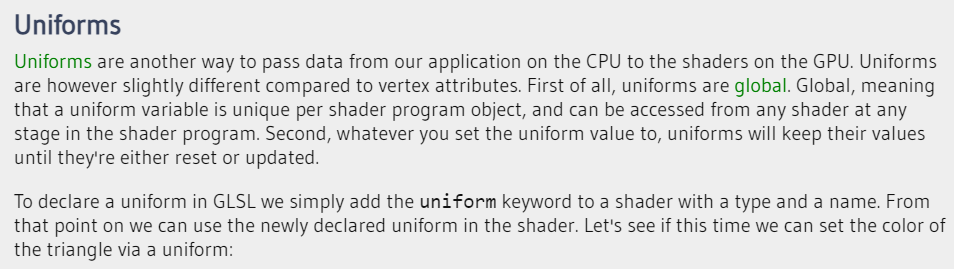 Uniforms
Uniforms are another way to pass data from our application on the CPU to the shaders on the GPU. Uniforms
are however slightly different compared to vertex attributes. First of all, uniforms are global. Global, meaning
that a uniform variable is unique per shader program object, and can be accessed from any shader at any
stage in the shader program. Second, whatever you set the uniform value to, uniforms will keep their values
until they're either reset or updated.
To declare a uniform in GLSL we simply add the uniform keyword to a shader with a type and a name. From
that point on we can use the newly declared uniform in the shader. Let's see if this time we can set the color of
the triangle via a uniform: